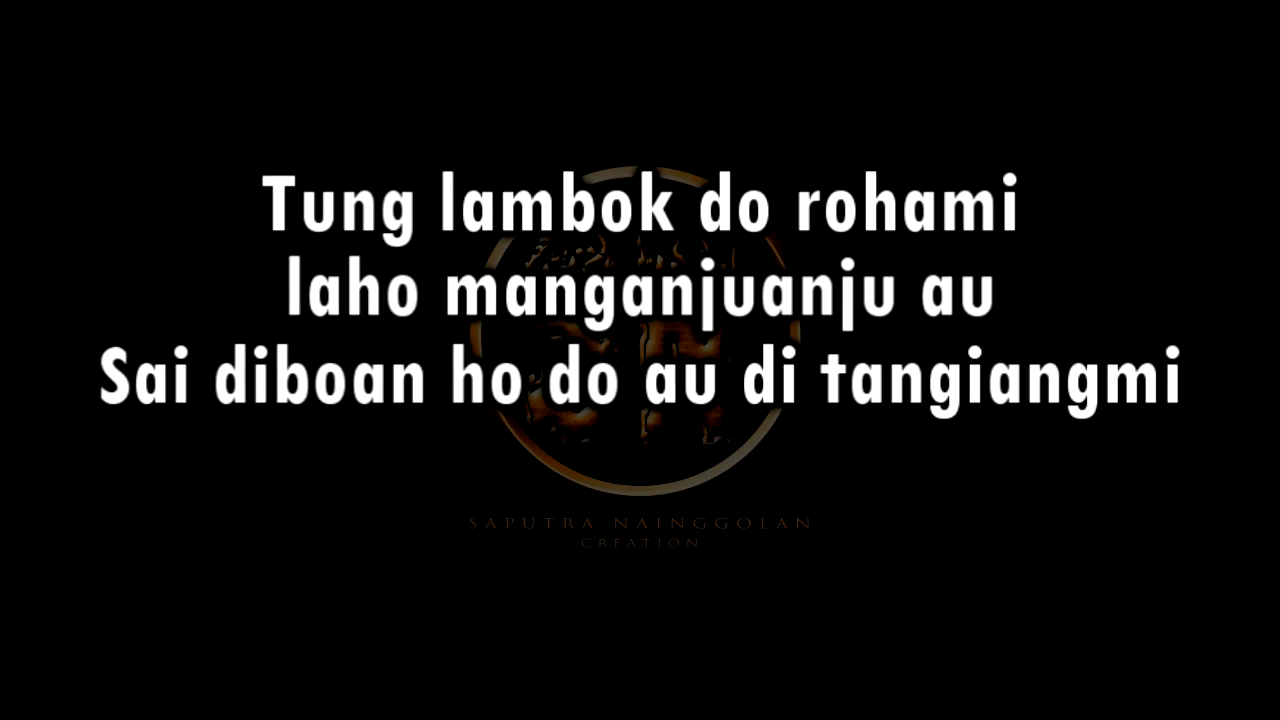 Tung lambok do rohami
laho manganjuanju au
Sai diboan ho do au di tangiangmi
SAPUTRA NAINGGOLAN
CREATION